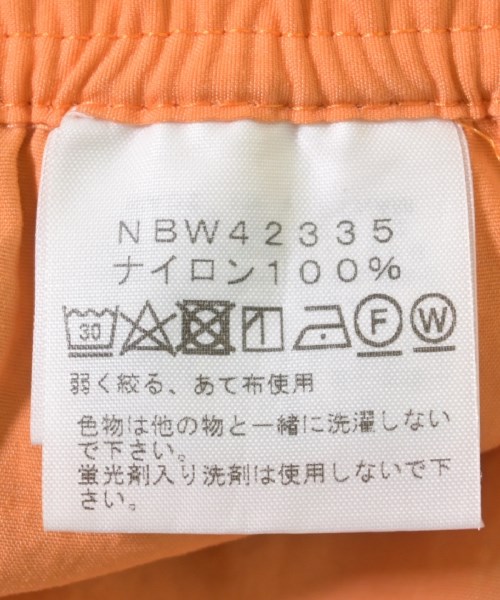 NBW42335
ナイロン100%
30 F W
弱く絞る、あて布使用
色物は他の物と一緒に洗濯しない
で下さい。
蛍光剤入り洗剤は使用しないで下
さい。